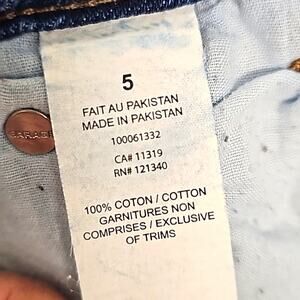 5
FAIT AU PAKISTAN
MADE IN PAKISTAN
100061332
CA# 11319
RN# 121340
100% COTON / COTTON
GARNITURES NON
COMPRISES / EXCLUSIVE
OF TRIMS
GARAGE